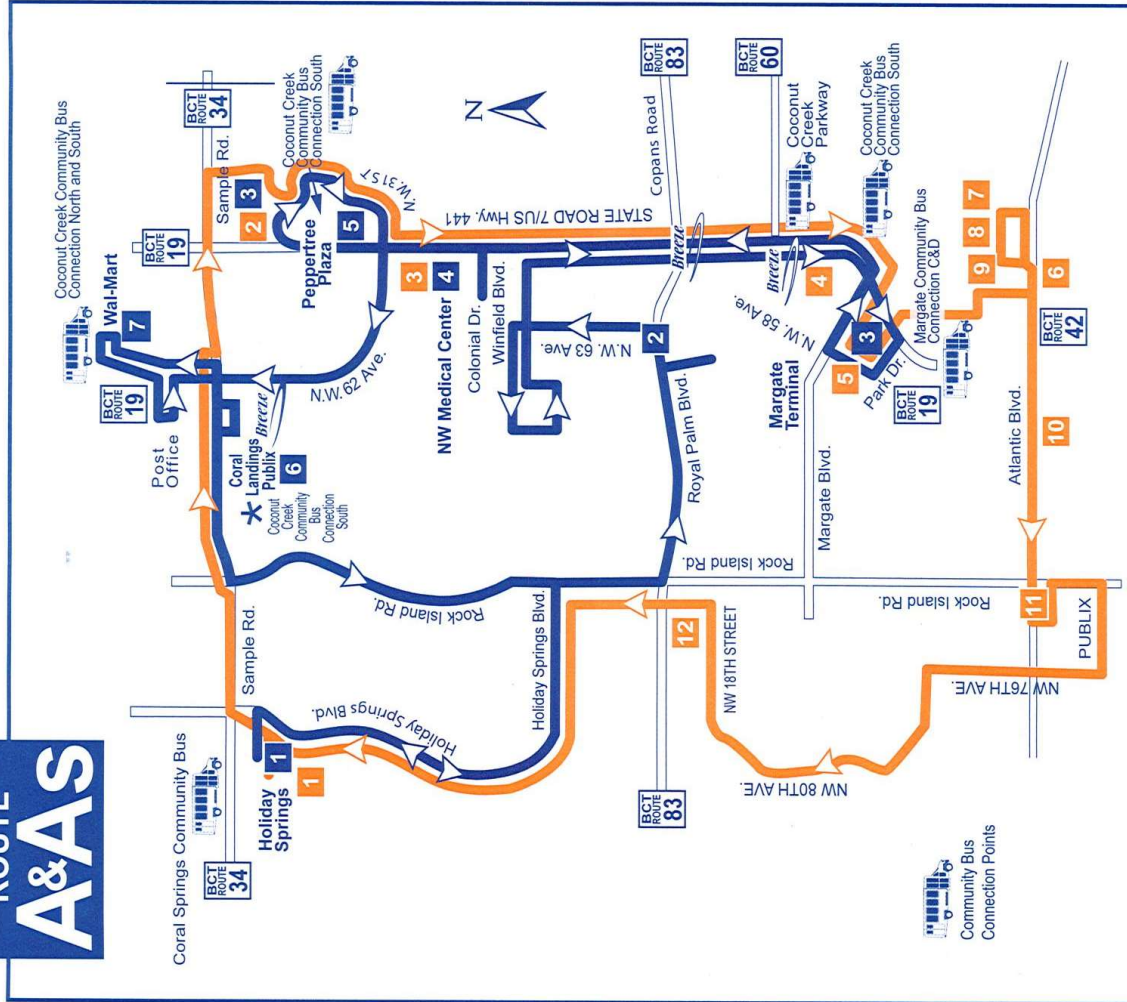 ROUTE
A&AS
Coconut Creek Community Bus
Connection North and South
Wal-Mart
7
BCT
ROUTE
19
Post
Office
BCT
ROUTE
19
Sample Rd.
BCT
ROUTE
34
Coconut Creek
Community Bus
Connection South
2
3
Peppertree
Plaza
5
N.W.31ST
N
Coral
Landings
Publix
6
*
Coconut
Creek
Community
Bus
Connection
South
Breeze
N.W. 62 Ave.
3
4
NW Medical Center
Colonial Dr.
Winfield Blvd.
STATE ROAD 7/US Hwy. 441
Coral Springs Community Bus
BCT
ROUTE
34
Sample Rd.
Holiday
Springs
1
1
Holiday Springs Blvd.
Holiday Springs Blvd.
Rock Island Rd.
N.W. 63 Ave.
2
Royal Palm Blvd.
Copans Road
BCT
ROUTE
83
Breeze
BCT
ROUTE
60
Breeze
Coconut
Creek
Parkway
4
N.W. 58 Ave.
Coconut Creek
Community Bus
Connection South
Margate
Terminal
5
3
Park Dr.
BCT
ROUTE
19
Margate Community Bus
Connection C&D
Margate Blvd.
Rock Island Rd.
Rock Island Rd.
BCT
ROUTE
83
12
NW 18TH STREET
NW 80TH AVE.
NW 76TH AVE.
PUBLIX
11
10
Atlantic Blvd.
BCT
ROUTE
42
6
9
8
7
Community Bus
Connection Points